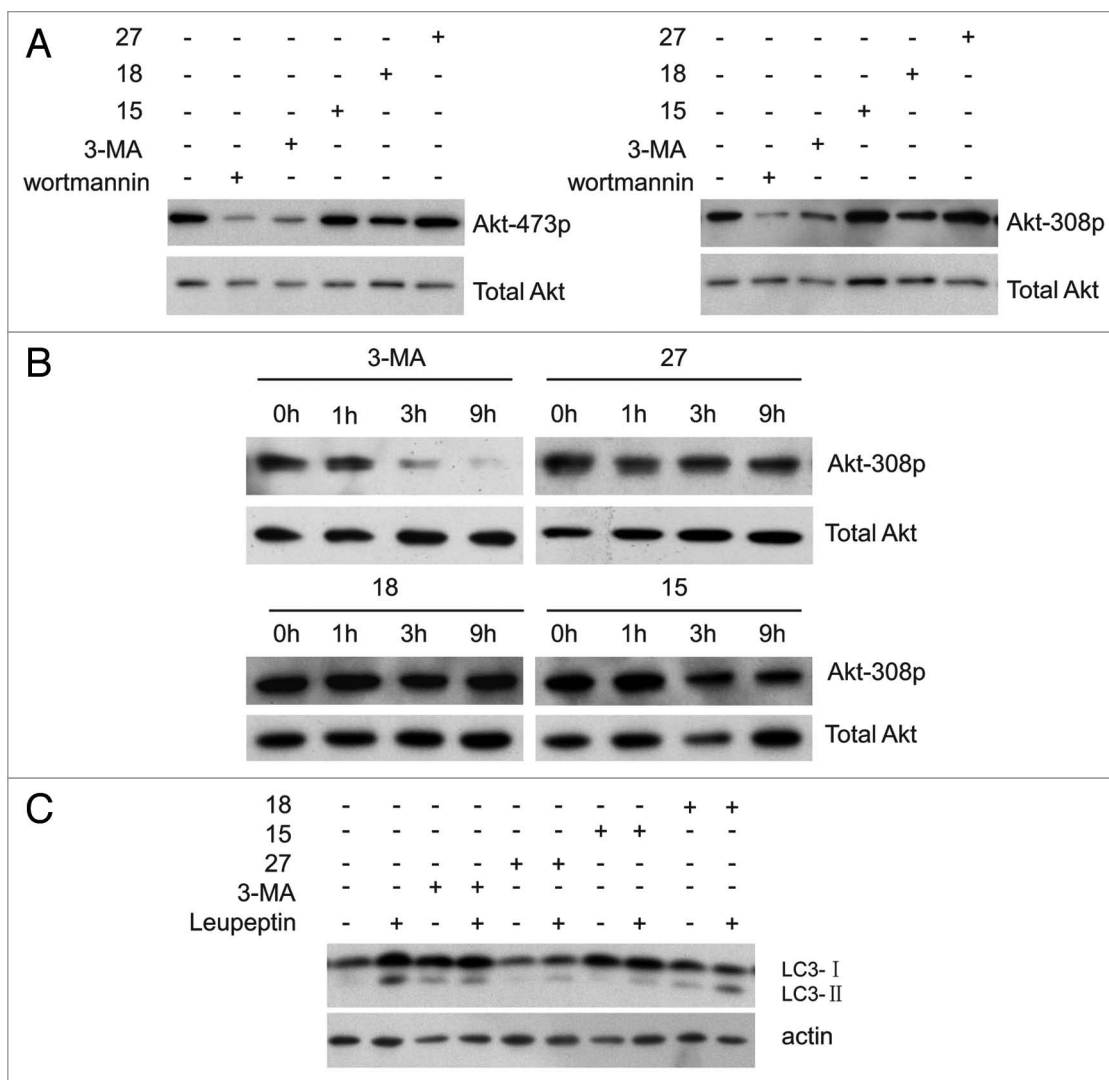 A
27 - - - - - +
18 - - - - + -
15 - - - + - -
3-MA - - + - - -
wortmannin - + - - - -
Akt-473p
Total Akt
27 - - - - - +
18 - - - - + -
15 - - - + - -
3-MA - - + - - -
wortmannin - + - - - -
Akt-308p
Total Akt
B
3-MA
0h 1h 3h 9h
27
0h 1h 3h 9h
Akt-308p
Total Akt
18
0h 1h 3h 9h
15
0h 1h 3h 9h
Akt-308p
Total Akt
C
18 - - - - - - - - + +
15 - - - - - - + + - -
27 - - - - + + - - - -
3-MA - - + + - - - - - -
Leupeptin - + - + - + - + - +
LC3-Ⅰ
LC3-Ⅱ
actin